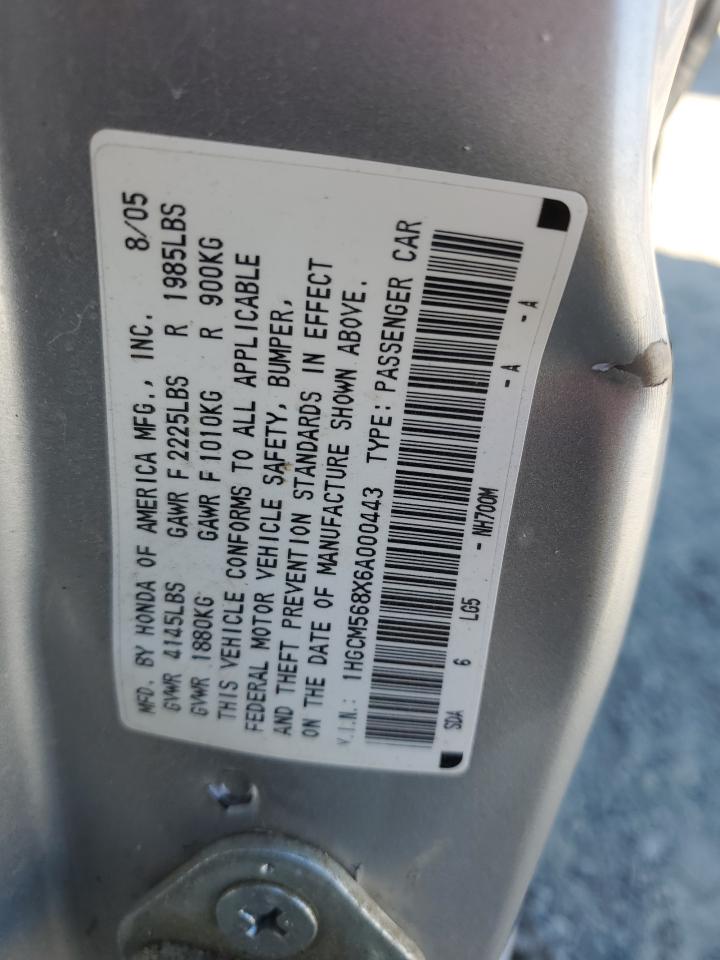 MFD. BY HONDA OF AMERICA MFG., INC. 8/05
GVWR 4145LBS GAWR F 2225LBS R 1985LBS
GVWR 1880KG GAWR F 1010KG R 900KG
THIS VEHICLE CONFORMS TO ALL APPLICABLE
FEDERAL MOTOR VEHICLE SAFETY, BUMPER,
AND THEFT PREVENTION STANDARDS IN EFFECT
ON THE DATE OF MANUFACTURE SHOWN ABOVE.
V.I.N.: 1HGCM568X6A000443 TYPE: PASSENGER CAR
SDA 6 LG5 - NH700M - A - A